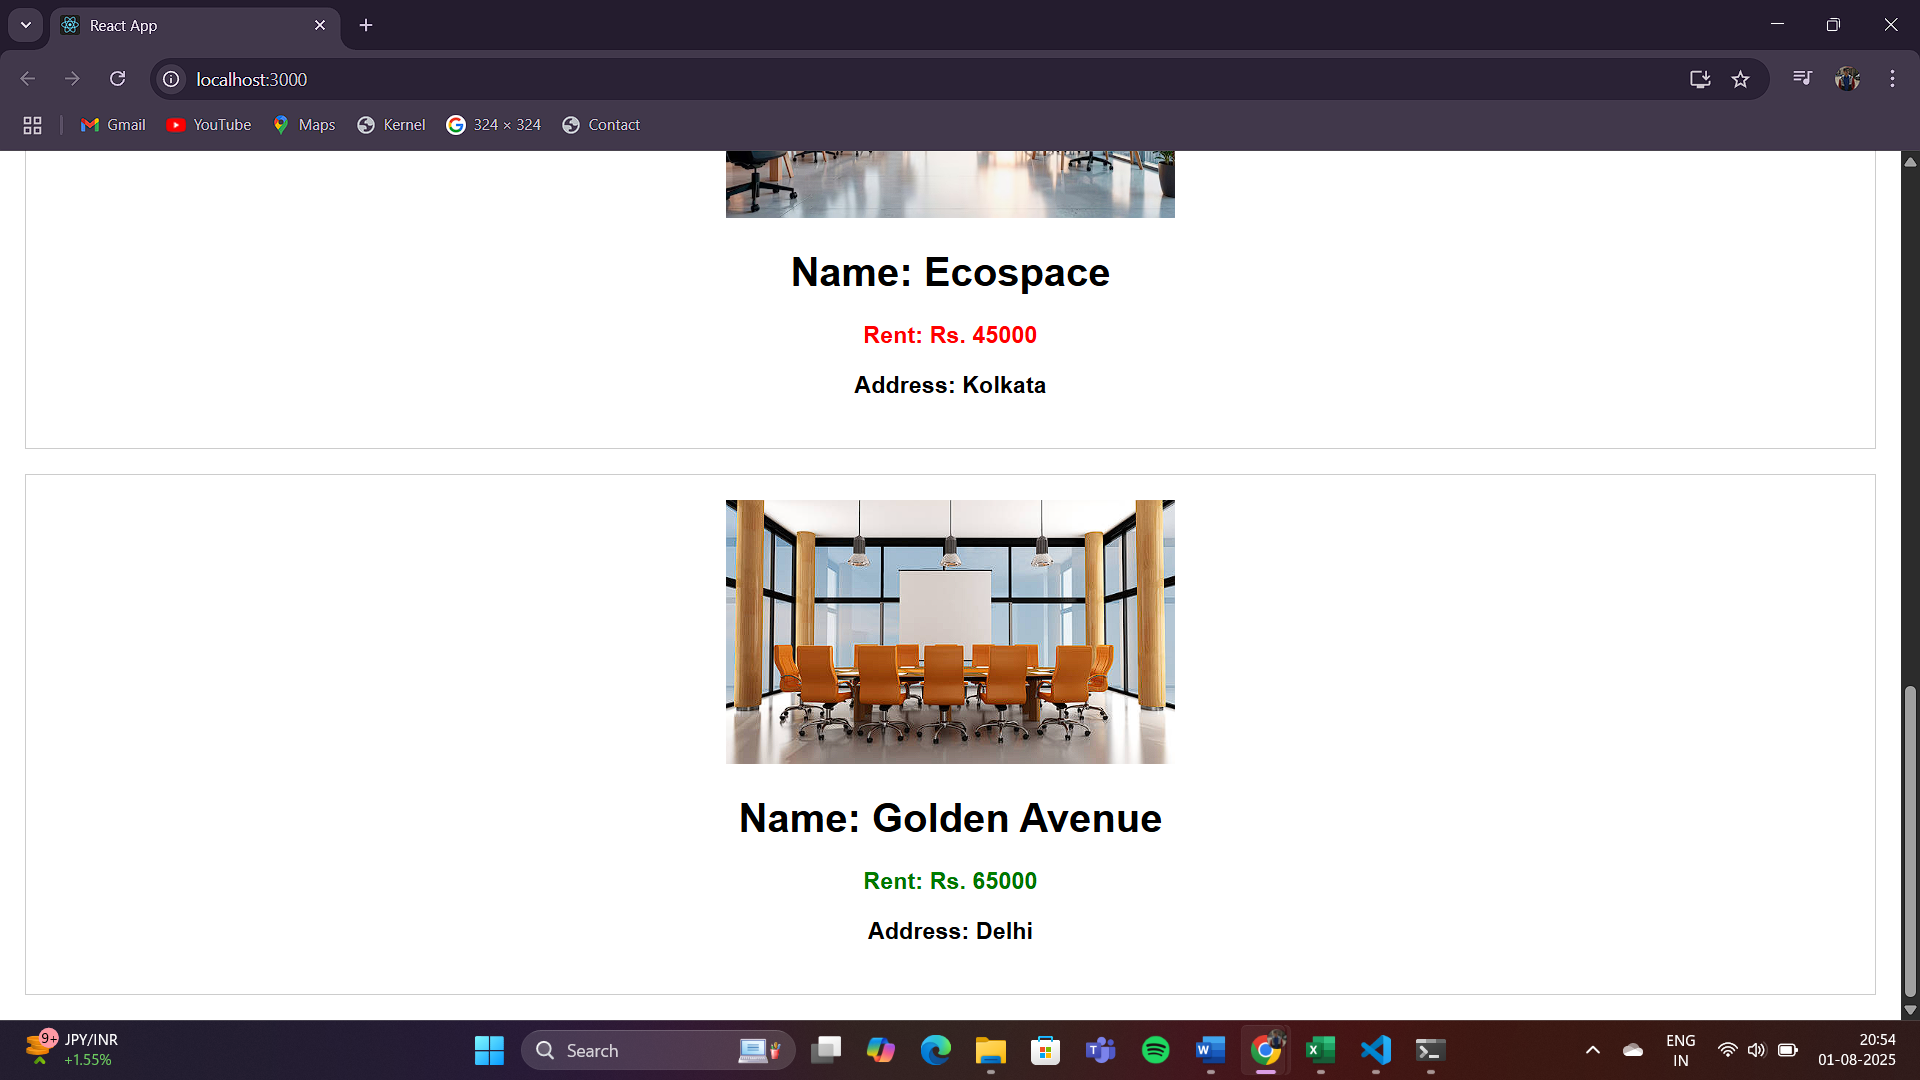 React App
localhost:3000
Gmail
YouTube
Maps
Kernel
324 × 324
Contact
Name: Ecospace
Rent: Rs. 45000
Address: Kolkata
Name: Golden Avenue
Rent: Rs. 65000
Address: Delhi
9+
JPY/INR
+1.55%
Search
ENG
IN
20:54
01-08-2025